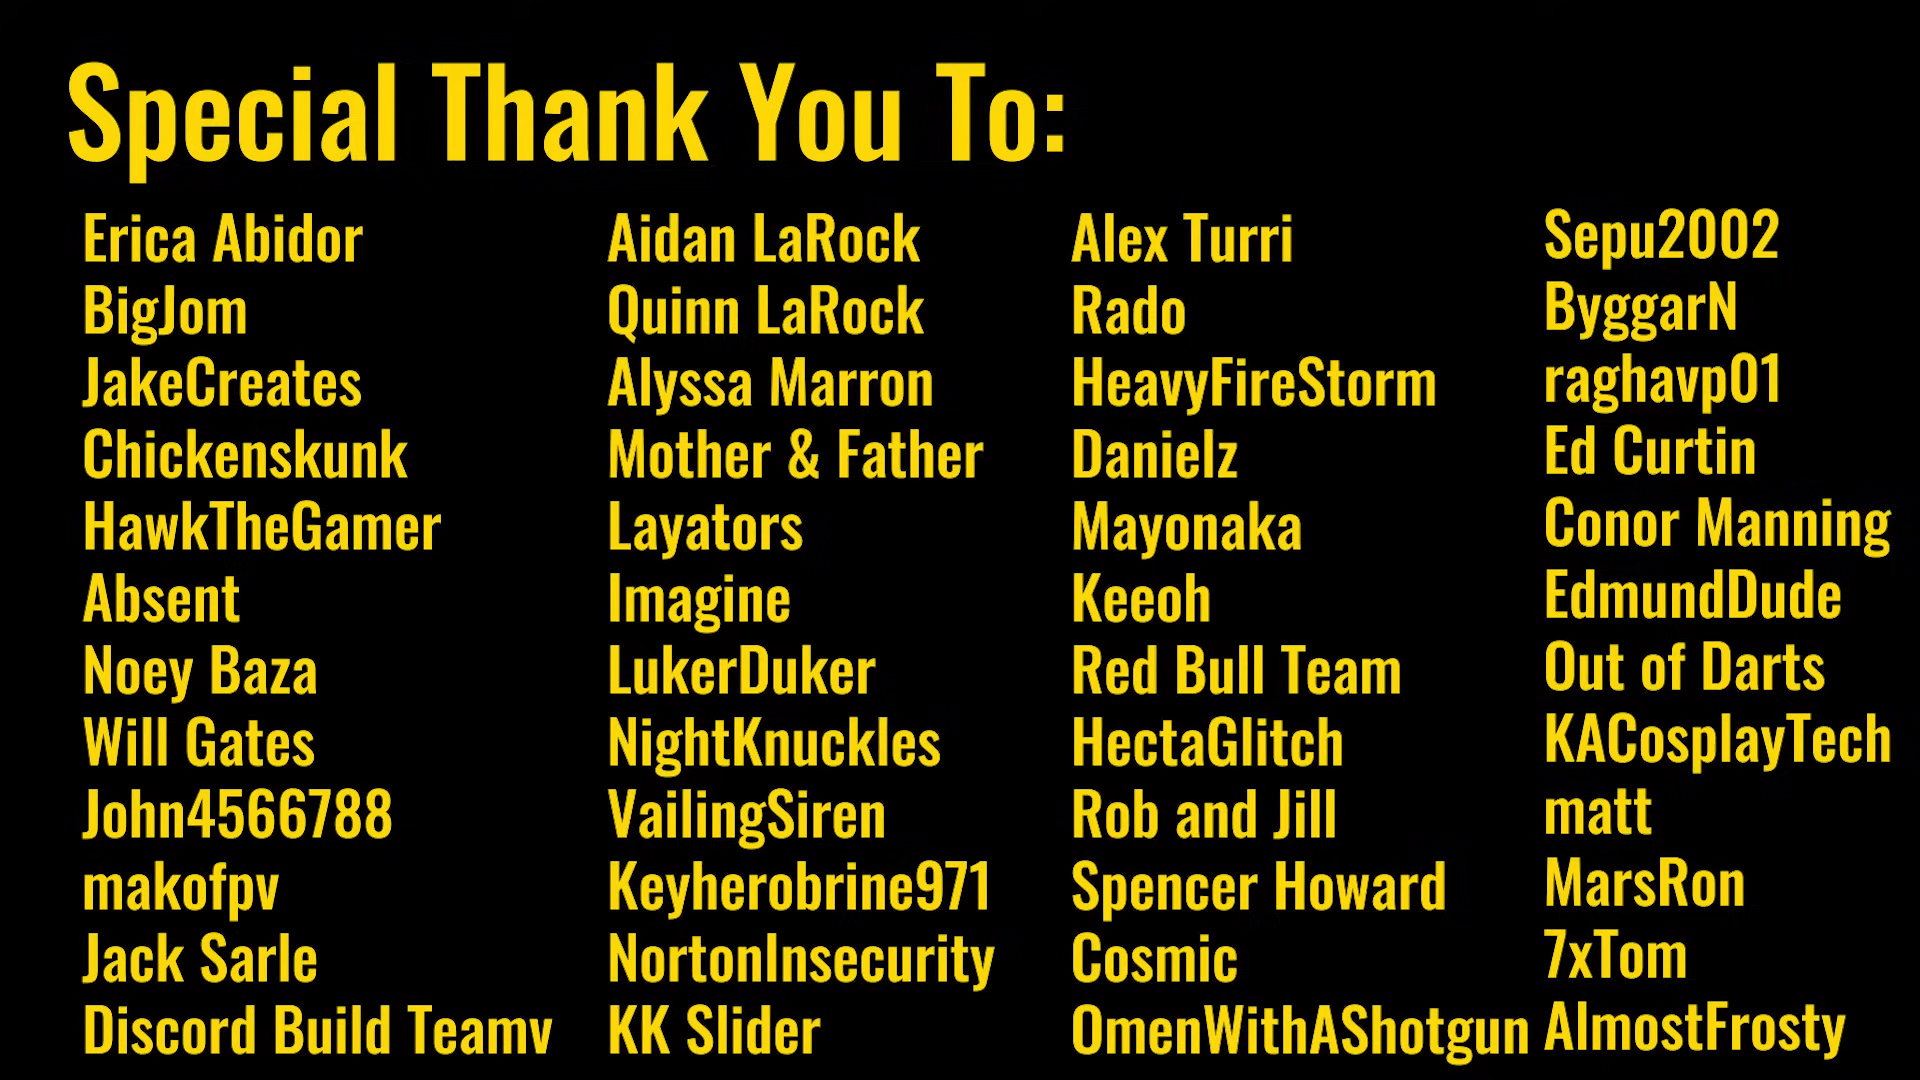 Special Thank You To:
Erica Abidor
BigJom
JakeCreates
Chickenskunk
HawkTheGamer
Absent
Noey Baza
Will Gates
John4566788
makofpv
Jack Sarle
Discord Build Teamv
Aidan LaRock
Quinn LaRock
Alyssa Marron
Mother & Father
Layators
Imagine
LukerDuker
NightKnuckles
VailingSiren
Keyherobrine971
NortonInsecurity
KK Slider
Alex Turri
Rado
HeavyFireStorm
Danielz
Mayonaka
Keeoh
Red Bull Team
HectaGlitch
Rob and Jill
Spencer Howard
Cosmic
OmenWithAShotgun
Sepu2002
ByggarN
raghavp01
Ed Curtin
Conor Manning
EdmundDude
Out of Darts
KACosplayTech
matt
MarsRon
7xTom
AlmostFrosty